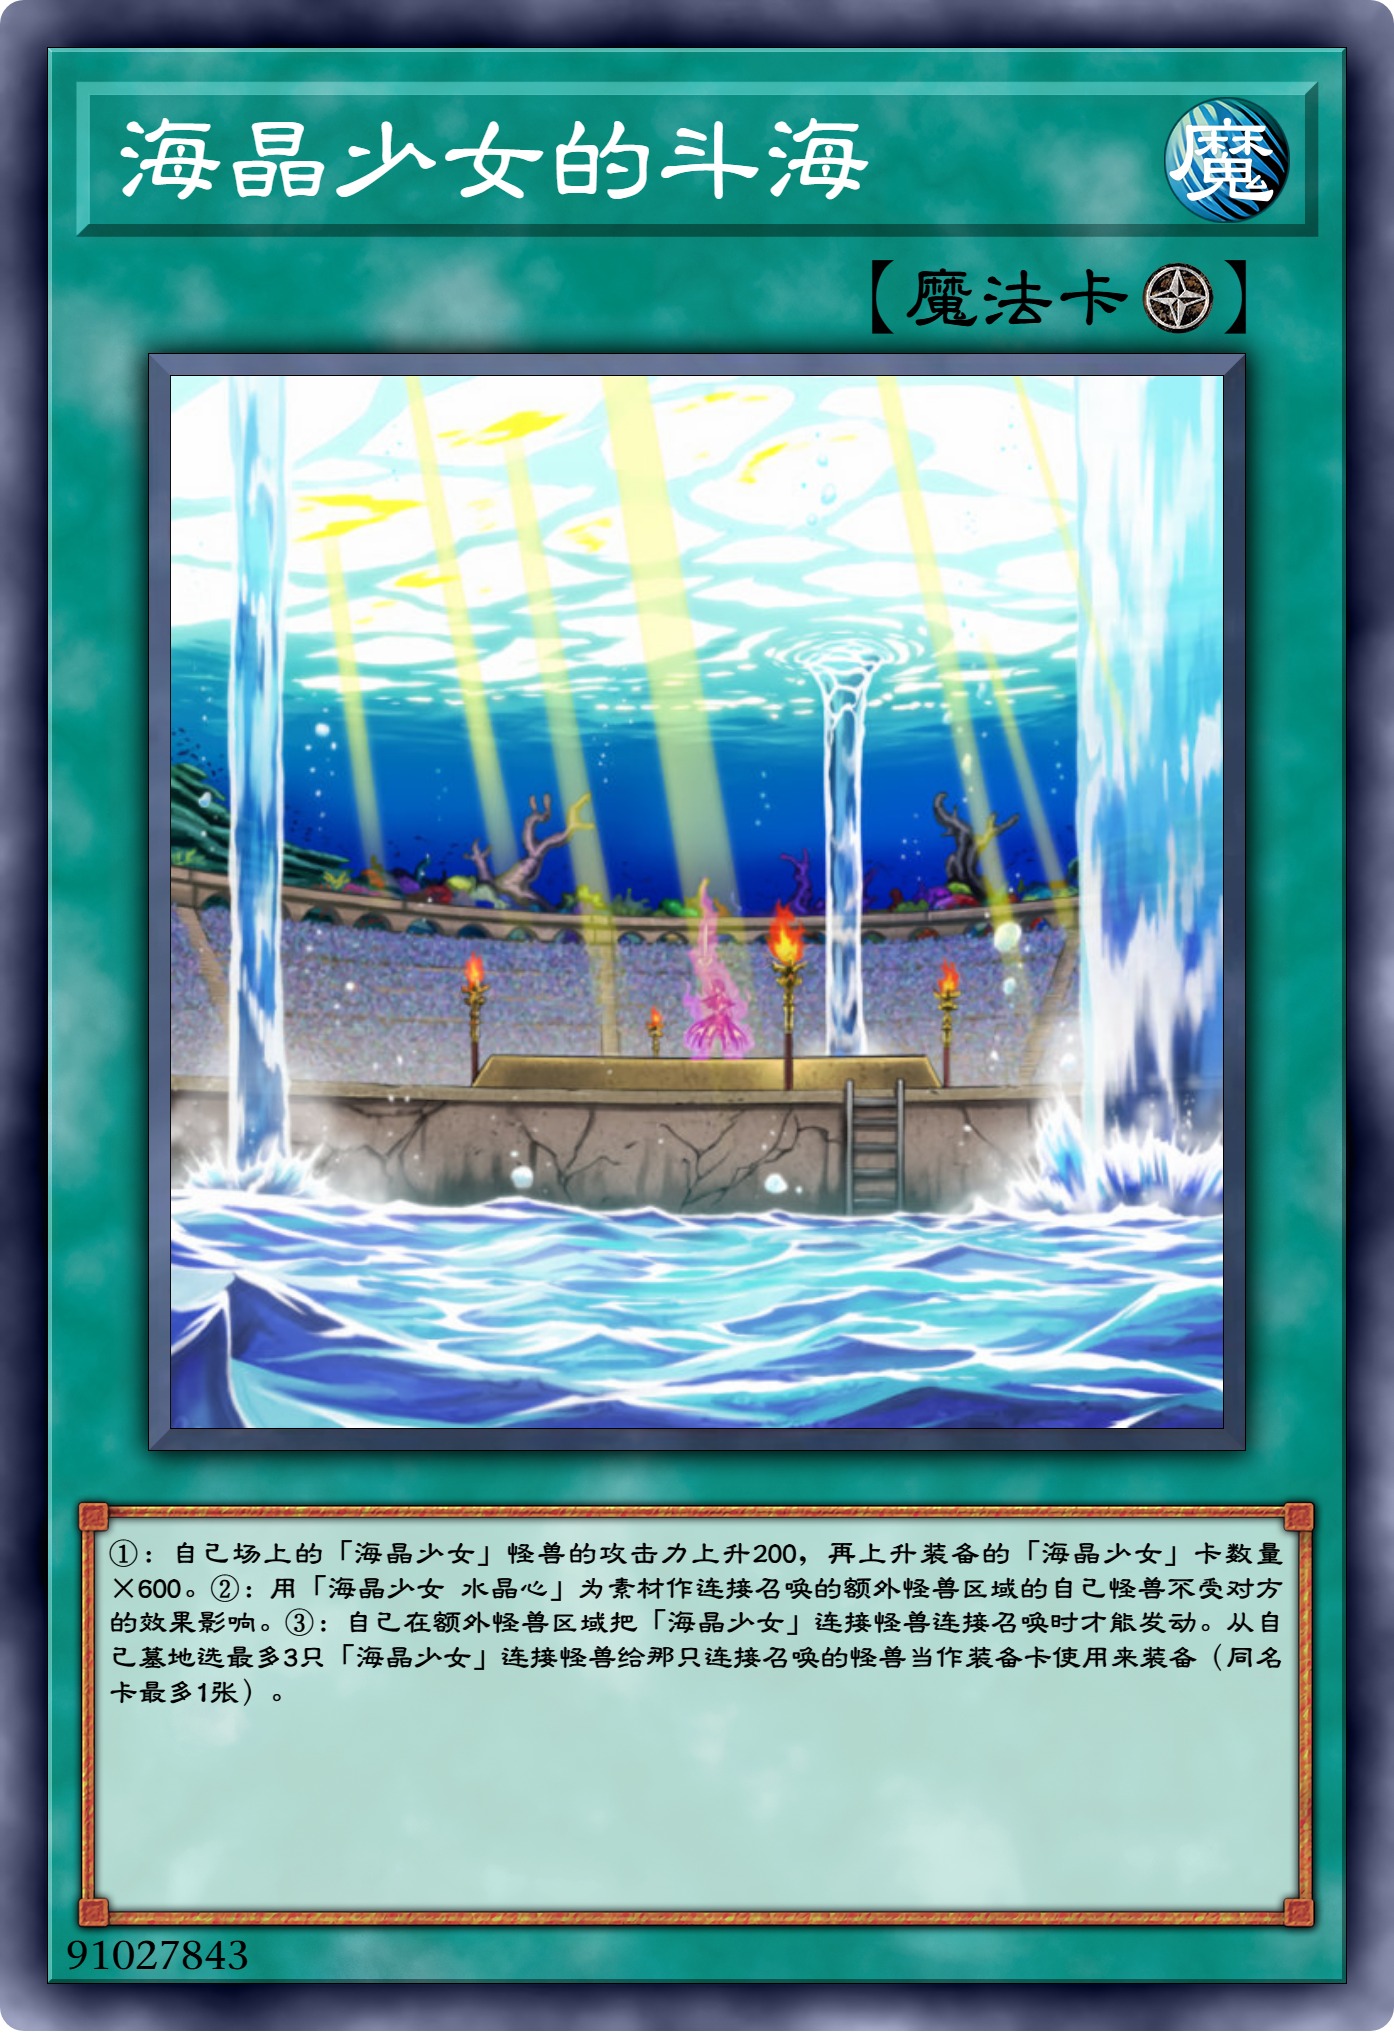 海晶少女的斗海
魔
【魔法卡】
①：自己场上的「海晶少女」怪兽的攻击力上升200，再上升装备的「海晶少女」卡数量
×600。②：用「海晶少女 水晶心」为素材作连接召唤的额外怪兽区域的自己怪兽不受对方
的效果影响。③：自己在额外怪兽区域把「海晶少女」连接怪兽连接召唤时才能发动。从自
己墓地选最多3只「海晶少女」连接怪兽给那只连接召唤的怪兽当作装备卡使用来装备（同名
卡最多1张）。
91027843